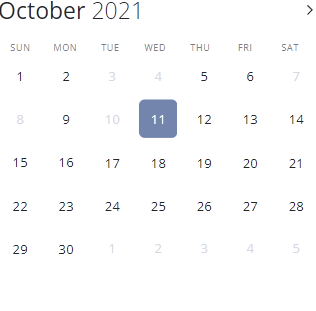 October 2021
SUN MON TUE WED THU FRI SAT
1 2 3 4 5 6 7
8 9 10 11 12 13 14
15 16 17 18 19 20 21
22 23 24 25 26 27 28
29 30 1 2 3 4 5